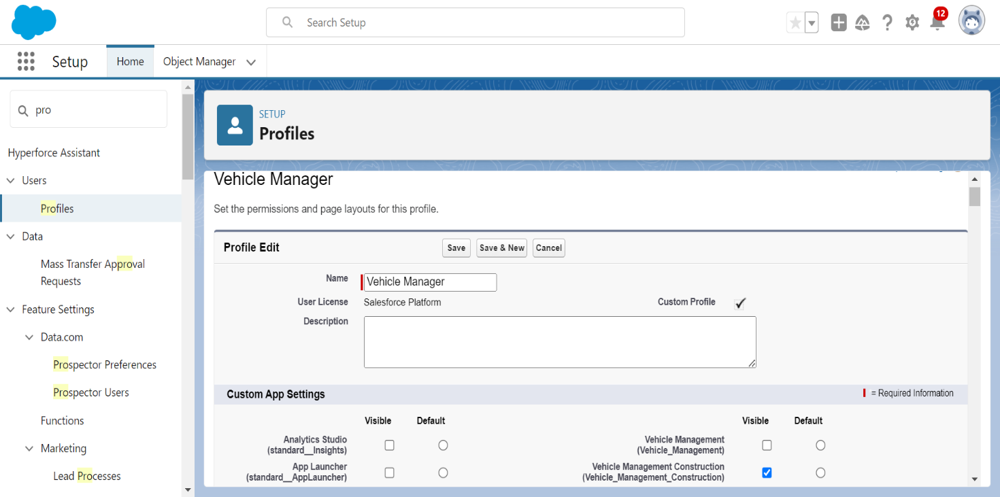 Search Setup
12
Setup
Home
Object Manager
pro
Hyperforce Assistant
Users
Profiles
Data
Mass Transfer Approval
Requests
Feature Settings
Data.com
Prospector Preferences
Prospector Users
Functions
Marketing
Lead Processes
SETUP
Profiles
Vehicle Manager
Set the permissions and page layouts for this profile.
Profile Edit
Save
Save & New
Cancel
Name
Vehicle Manager
User License
Salesforce Platform
Custom Profile
Description
Custom App Settings
= Required Information
Visible
Default
Visible
Default
Analytics Studio
(standard__Insights)
Vehicle Management
(Vehicle_Management)
App Launcher
(standard__AppLauncher)
Vehicle Management Construction
(Vehicle_Management_Construction)